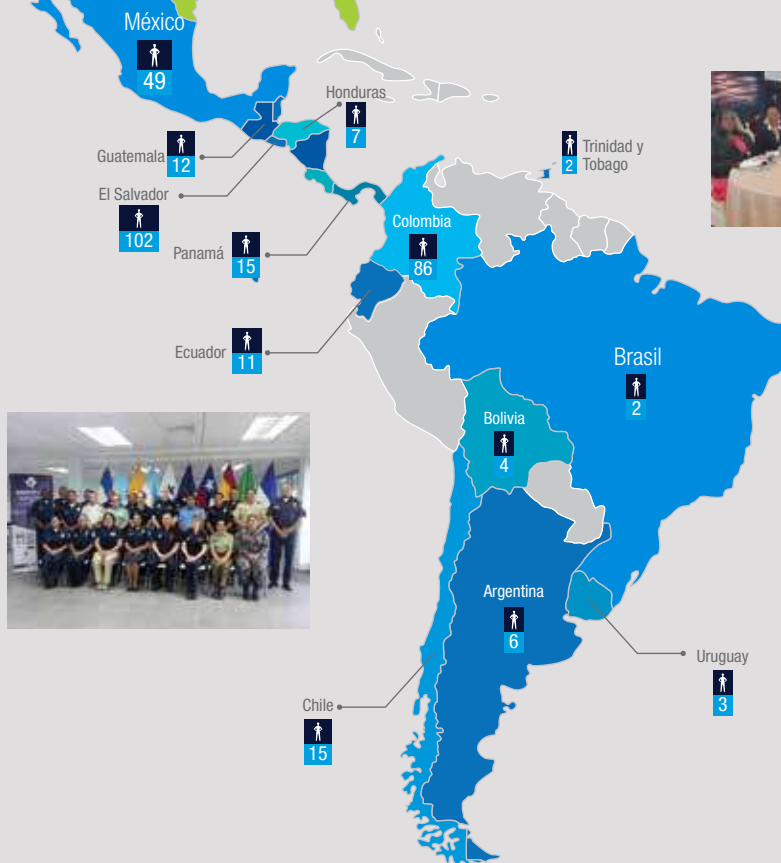 México
49
Honduras
7
Guatemala
12
El Salvador
102
Trinidad y
Tobago
2
Panamá
15
Colombia
86
Ecuador
11
Brasil
2
Bolivia
4
Argentina
6
Uruguay
3
Chile
15